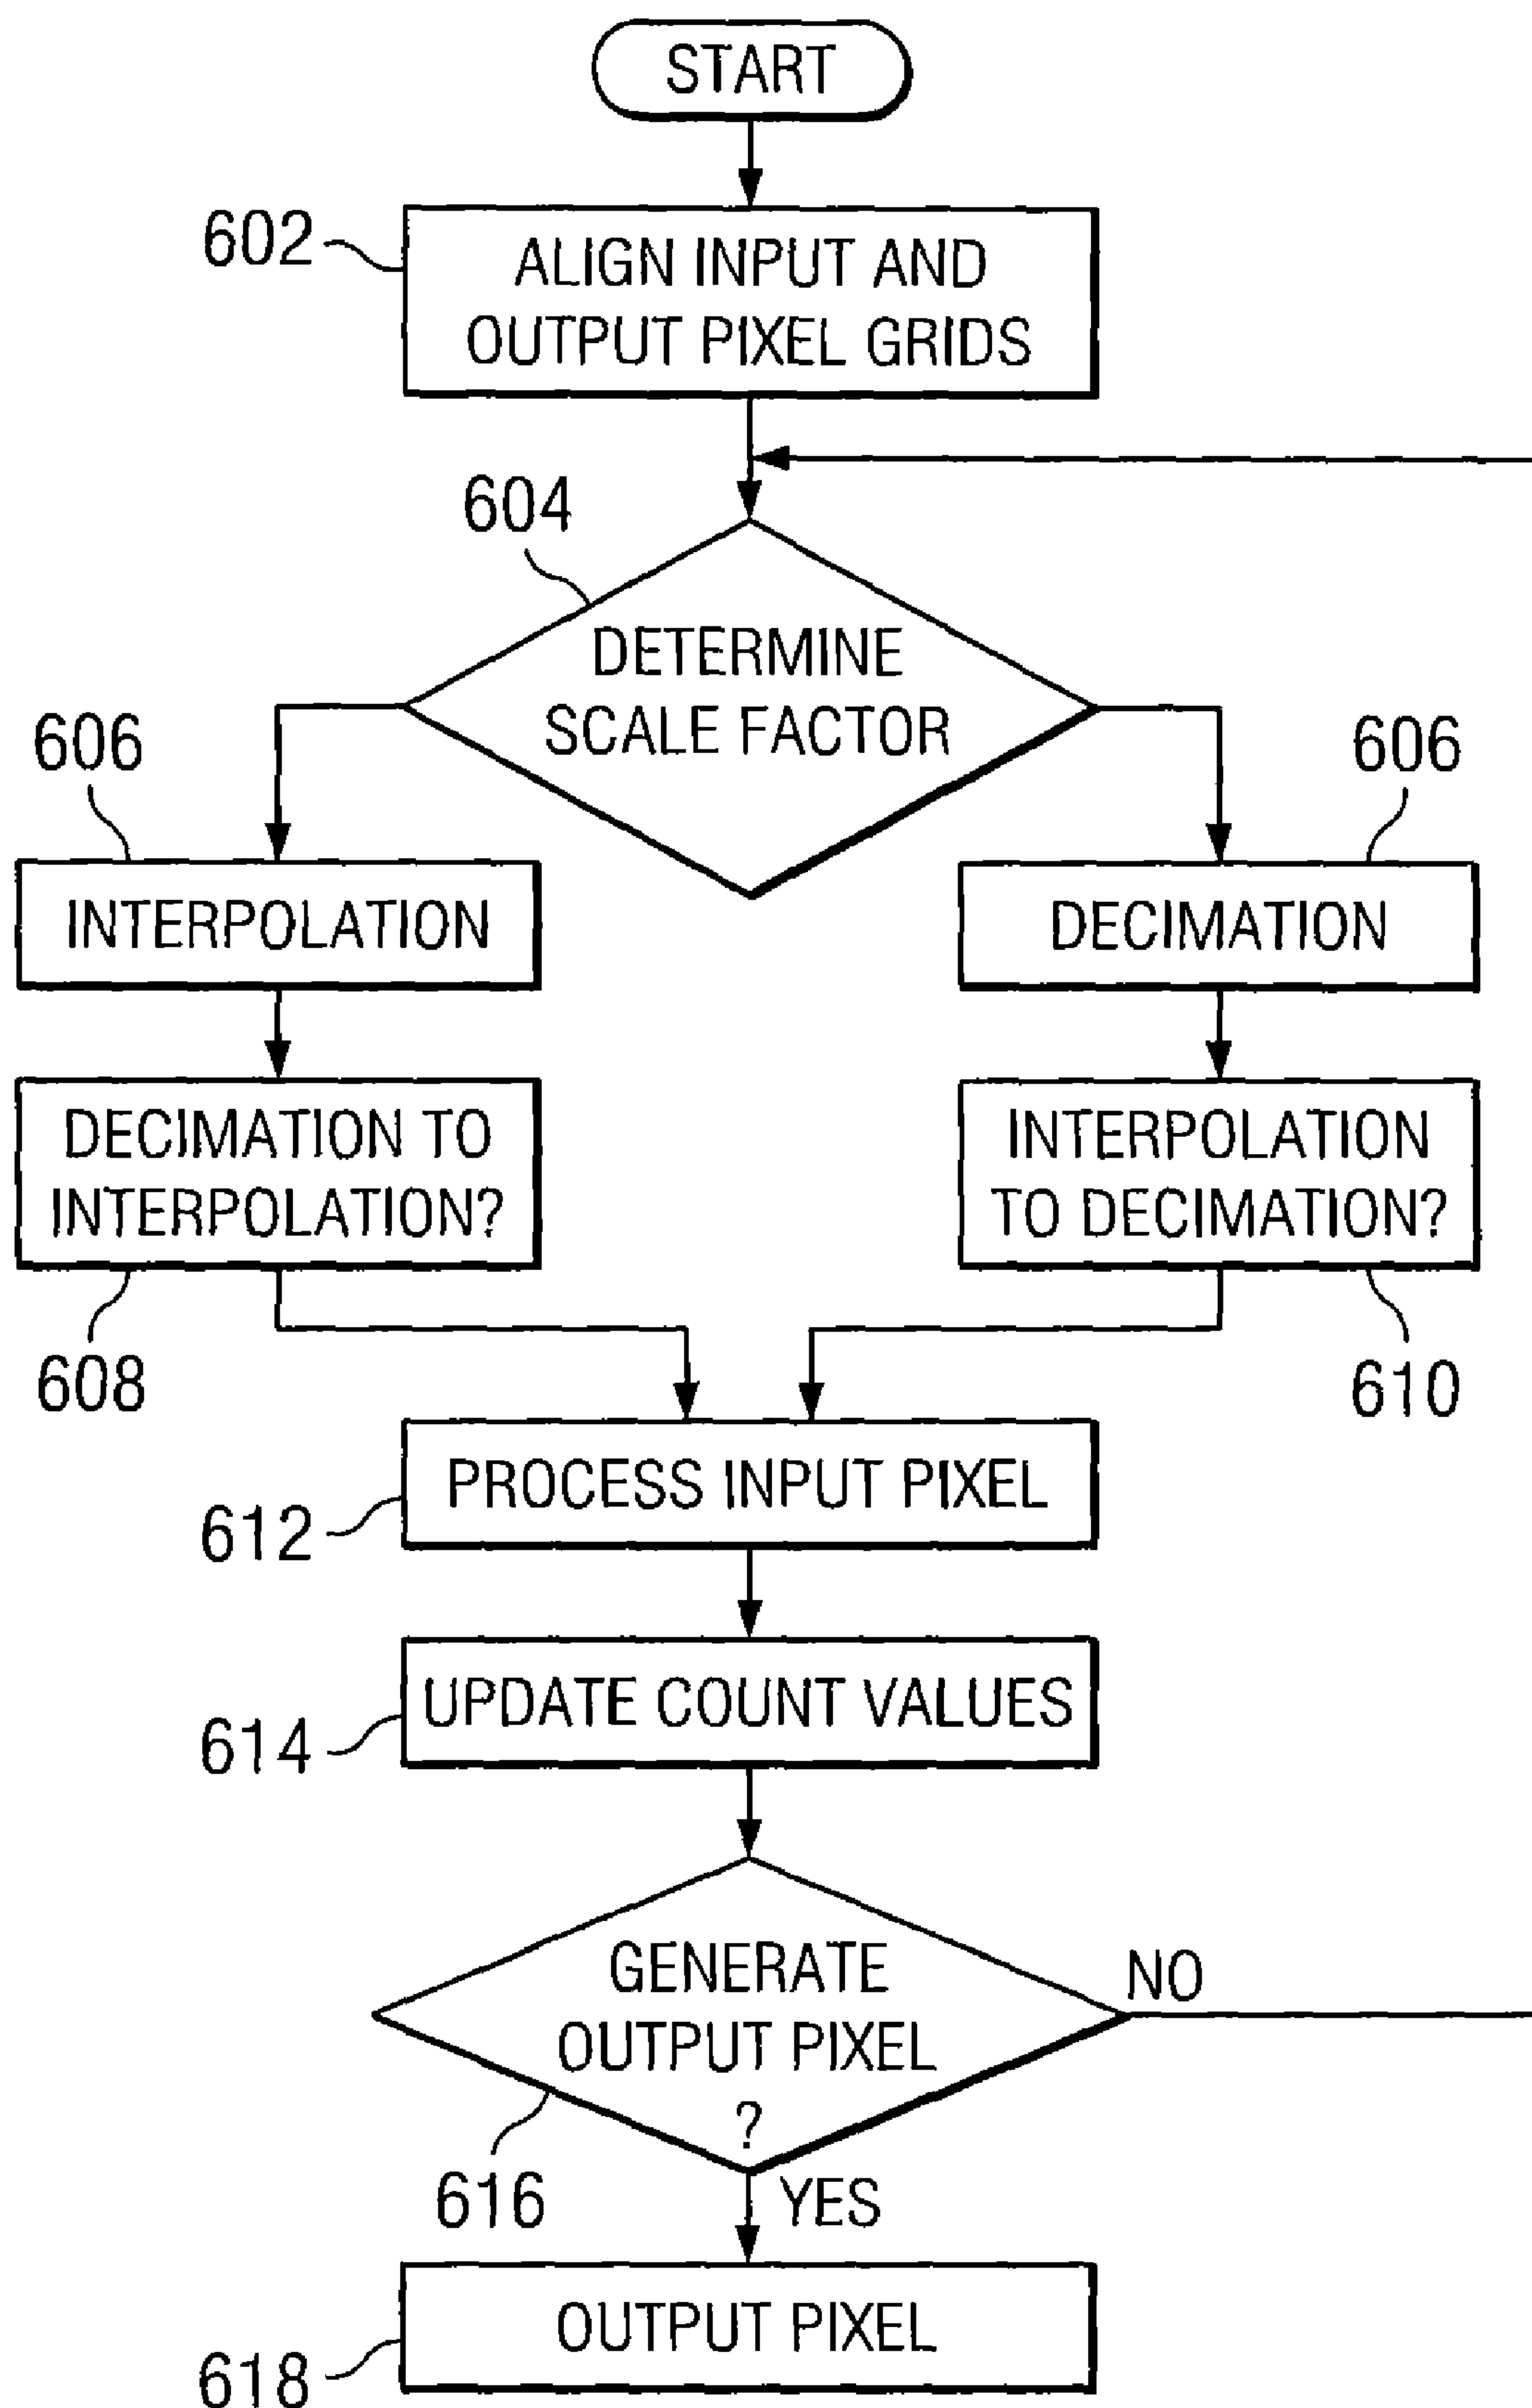 START
602
ALIGN INPUT AND
OUTPUT PIXEL GRIDS
604
DETERMINE
SCALE FACTOR
606
606
INTERPOLATION
DECIMATION
DECIMATION TO
INTERPOLATION?
INTERPOLATION
TO DECIMATION?
608
610
PROCESS INPUT PIXEL
612
UPDATE COUNT VALUES
614
GENERATE
OUTPUT PIXEL
?
NO
616
YES
OUTPUT PIXEL
618